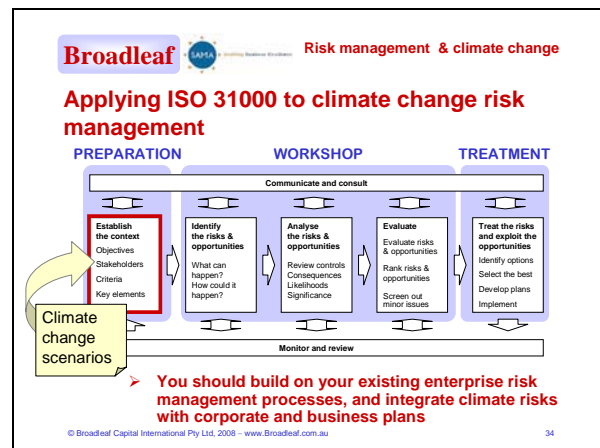 Broadleaf
SAMA
Enabling Business Excellence
Risk management & climate change
Applying ISO 31000 to climate change risk
management
PREPARATION
WORKSHOP
TREATMENT
Communicate and consult
Establish
the context
Objectives
Stakeholders
Criteria
Key elements
Identify
the risks &
opportunities
What can
happen?
How could it
happen?
Analyse
the risks &
opportunities
Review controls
Consequences
Likelihoods
Significance
Evaluate
Evaluate risks
& opportunities
Rank risks &
opportunities
Screen out
minor issues
Treat the risks
and exploit the
opportunities
Identify options
Select the best
Develop plans
Implement
Climate
change
scenarios
Monitor and review
➢ You should build on your existing enterprise risk
management processes, and integrate climate risks
with corporate and business plans
© Broadleaf Capital International Pty Ltd, 2008 – www.Broadleaf.com.au
34